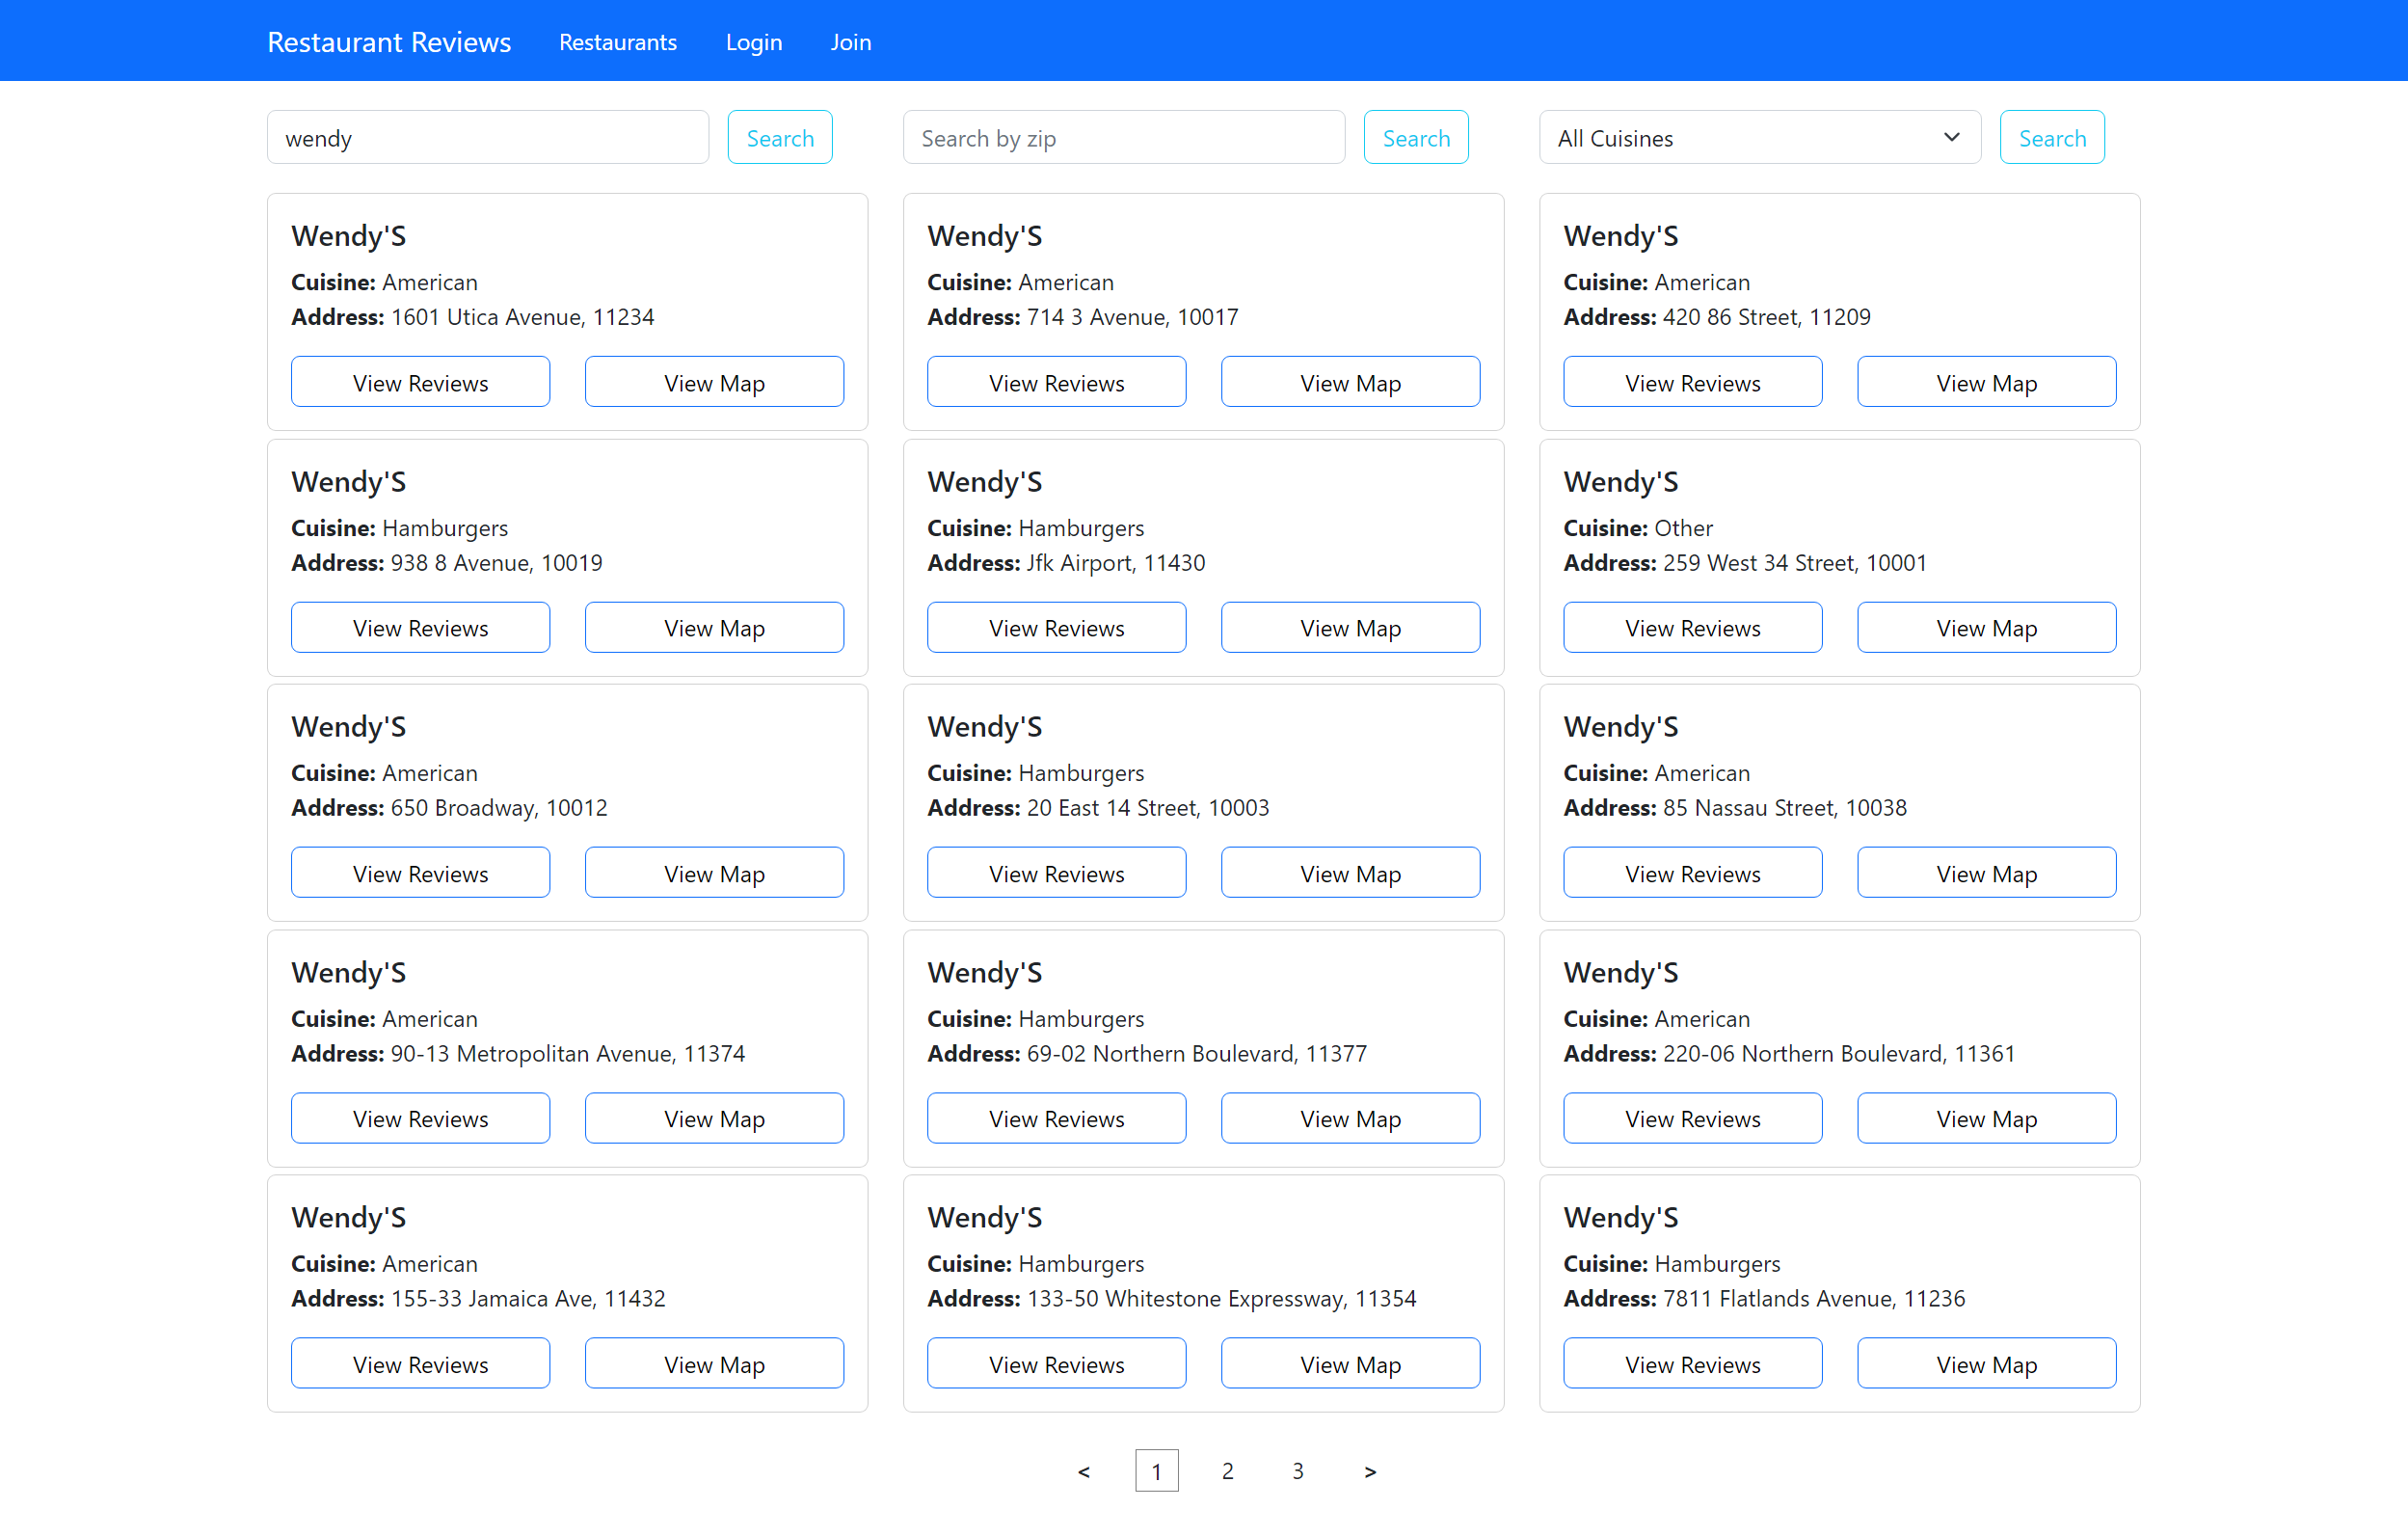 Restaurant Reviews Restaurants Login Join
wendy Search Search by zip Search All Cuisines Search
Wendy'S
Cuisine: American
Address: 1601 Utica Avenue, 11234
View Reviews View Map
Wendy'S
Cuisine: American
Address: 714 3 Avenue, 10017
View Reviews View Map
Wendy'S
Cuisine: American
Address: 420 86 Street, 11209
View Reviews View Map
Wendy'S
Cuisine: Hamburgers
Address: 938 8 Avenue, 10019
View Reviews View Map
Wendy'S
Cuisine: Hamburgers
Address: Jfk Airport, 11430
View Reviews View Map
Wendy'S
Cuisine: Other
Address: 259 West 34 Street, 10001
View Reviews View Map
Wendy'S
Cuisine: American
Address: 650 Broadway, 10012
View Reviews View Map
Wendy'S
Cuisine: Hamburgers
Address: 20 East 14 Street, 10003
View Reviews View Map
Wendy'S
Cuisine: American
Address: 85 Nassau Street, 10038
View Reviews View Map
Wendy'S
Cuisine: American
Address: 90-13 Metropolitan Avenue, 11374
View Reviews View Map
Wendy'S
Cuisine: Hamburgers
Address: 69-02 Northern Boulevard, 11377
View Reviews View Map
Wendy'S
Cuisine: American
Address: 220-06 Northern Boulevard, 11361
View Reviews View Map
Wendy'S
Cuisine: American
Address: 155-33 Jamaica Ave, 11432
View Reviews View Map
Wendy'S
Cuisine: Hamburgers
Address: 133-50 Whitestone Expressway, 11354
View Reviews View Map
Wendy'S
Cuisine: Hamburgers
Address: 7811 Flatlands Avenue, 11236
View Reviews View Map
< 1 2 3 >